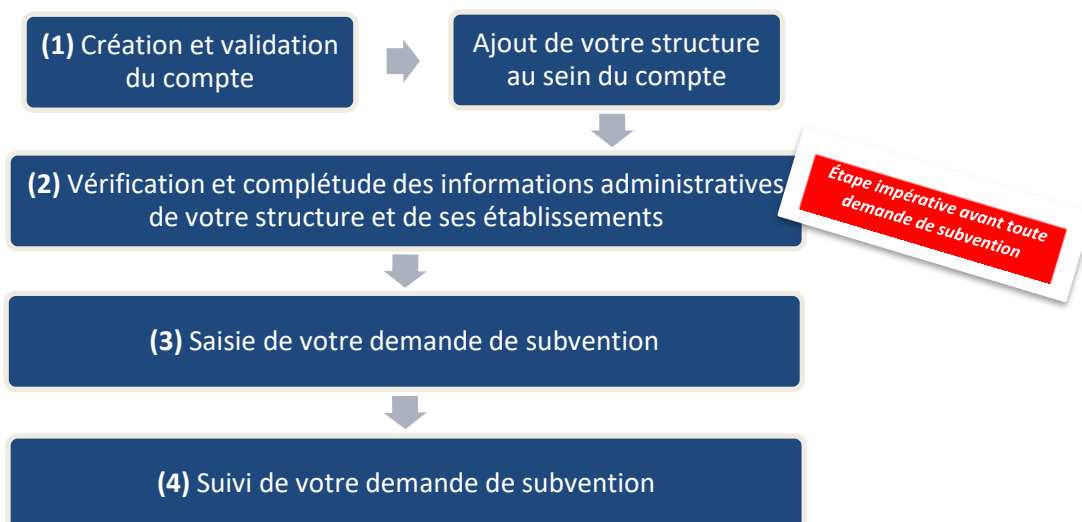 (1) Création et validation
du compte
Ajout de votre structure
au sein du compte
(2) Vérification et complétude des informations administratives
de votre structure et de ses établissements
Étape impérative avant toute
demande de subvention
(3) Saisie de votre demande de subvention
(4) Suivi de votre demande de subvention